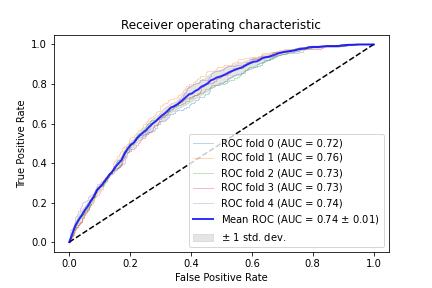 Receiver operating characteristic
1.0
0.8
0.6
0.4
0.2
0.0
True Positive Rate
ROC fold 0 (AUC = 0.72)
ROC fold 1 (AUC = 0.76)
ROC fold 2 (AUC = 0.73)
ROC fold 3 (AUC = 0.73)
ROC fold 4 (AUC = 0.74)
Mean ROC (AUC = 0.74 ± 0.01)
± 1 std. dev.
0.0 0.2 0.4 0.6 0.8 1.0
False Positive Rate